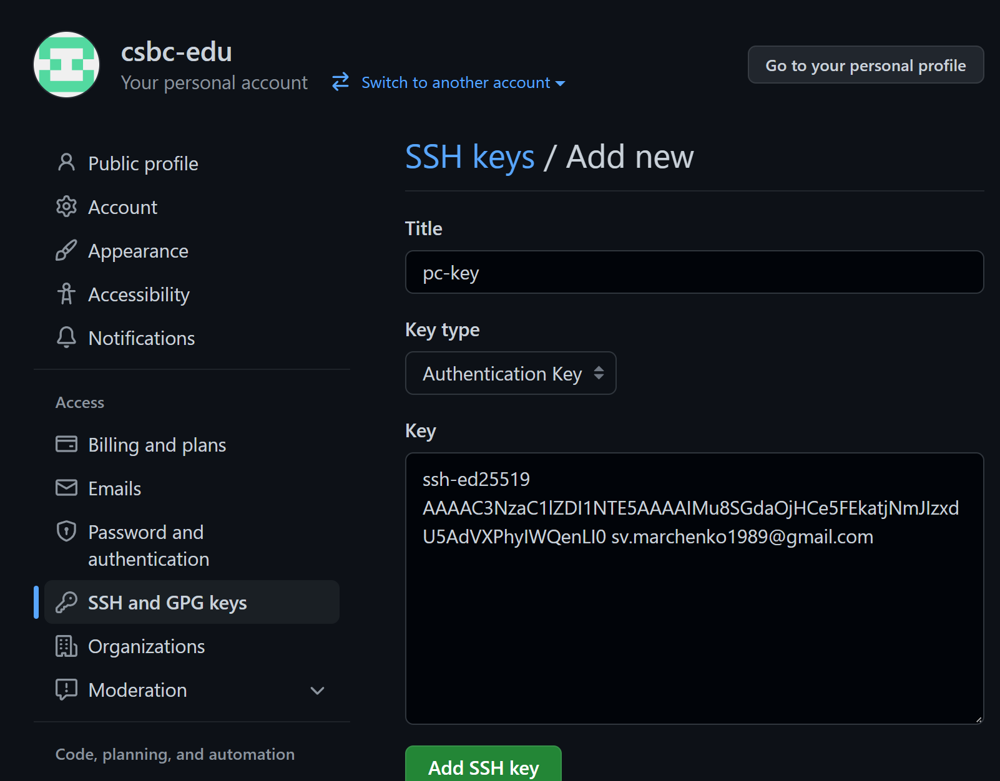 csbc-edu
Your personal account
Switch to another account
Go to your personal profile
Public profile
Account
Appearance
Accessibility
Notifications
Access
Billing and plans
Emails
Password and
authentication
SSH and GPG keys
Organizations
Moderation
Code, planning, and automation
SSH keys / Add new
Title
pc-key
Key type
Authentication Key
Key
ssh-ed25519
AAAAC3NzaC1lZDI1NTE5AAAAIMu8SGdaOjHCe5FEkatjNmJIzxd
U5AdVXPhyIWQenLI0 sv.marchenko1989@gmail.com
Add SSH key